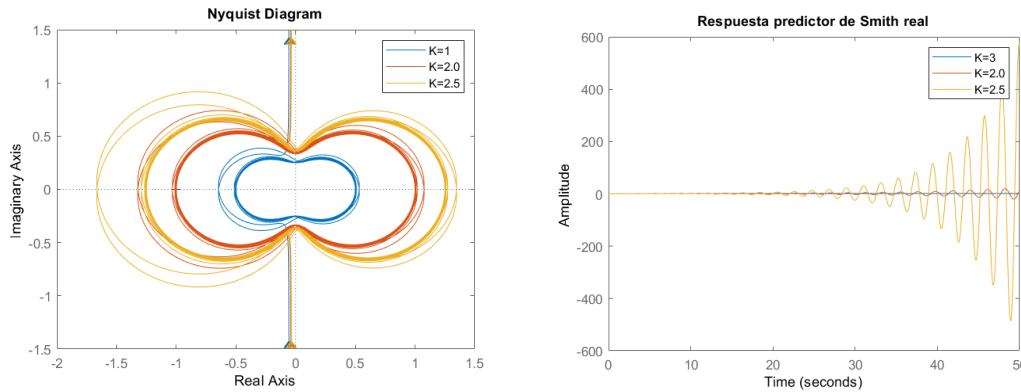 Nyquist Diagram
1.5
1
0.5
0
-0.5
-1
-1.5
Imaginary Axis
K=1
K=2.0
K=2.5
-2
-1.5
-1
-0.5
0
0.5
1
1.5
Real Axis
Respuesta predictor de Smith real
600
400
200
0
-200
-400
-600
Amplitude
K=3
K=2.0
K=2.5
0
10
20
30
40
Time (seconds)